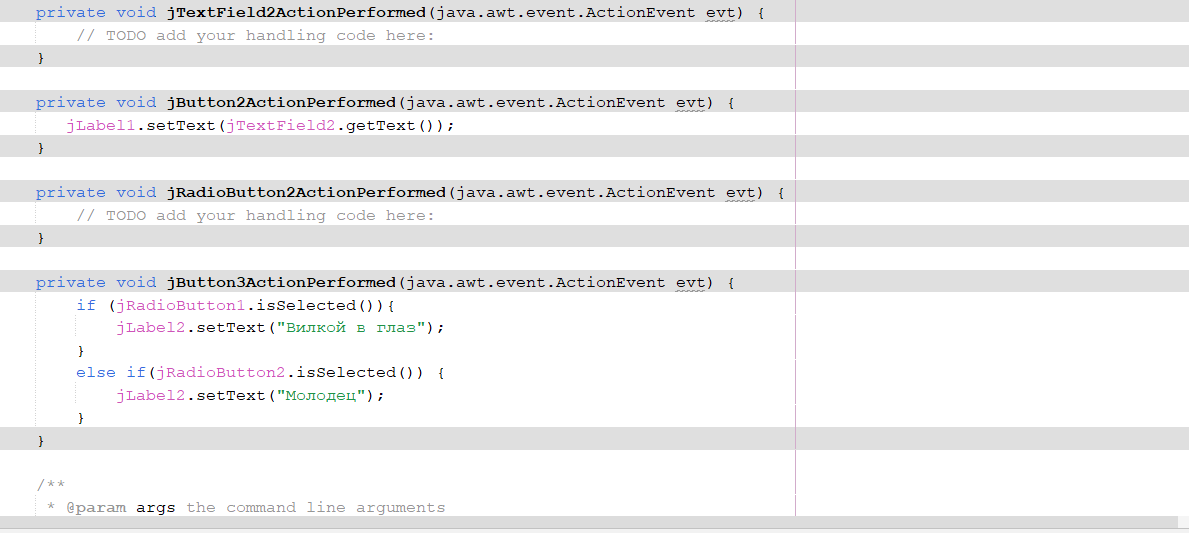 private void jTextField2ActionPerformed(java.awt.event.ActionEvent evt) {
// TODO add your handling code here:
}
private void jButton2ActionPerformed(java.awt.event.ActionEvent evt) {
jLabel1.setText(jTextField2.getText());
}
private void jRadioButton2ActionPerformed(java.awt.event.ActionEvent evt) {
// TODO add your handling code here:
}
private void jButton3ActionPerformed(java.awt.event.ActionEvent evt) {
if (jRadioButton1.isSelected()){
jLabel2.setText("Вилкой в глаз");
}
else if(jRadioButton2.isSelected()) {
jLabel2.setText("Молодец");
}
}
/**
* @param args the command line arguments